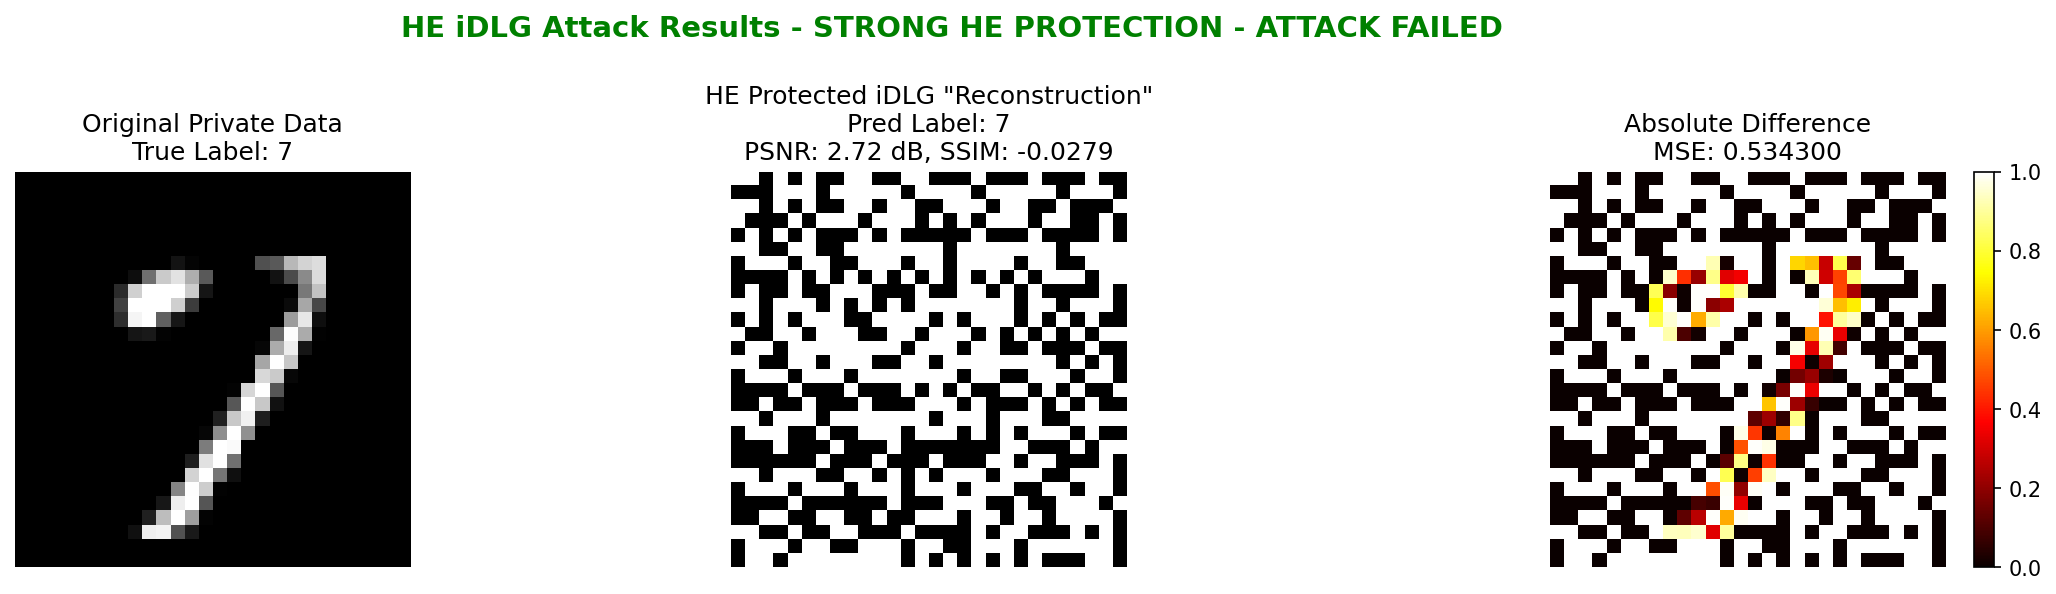 HE iDLG Attack Results - STRONG HE PROTECTION - ATTACK FAILED
Original Private Data
True Label: 7
HE Protected iDLG "Reconstruction"
Pred Label: 7
PSNR: 2.72 dB, SSIM: -0.0279
Absolute Difference
MSE: 0.534300
1.0
0.8
0.6
0.4
0.2
0.0